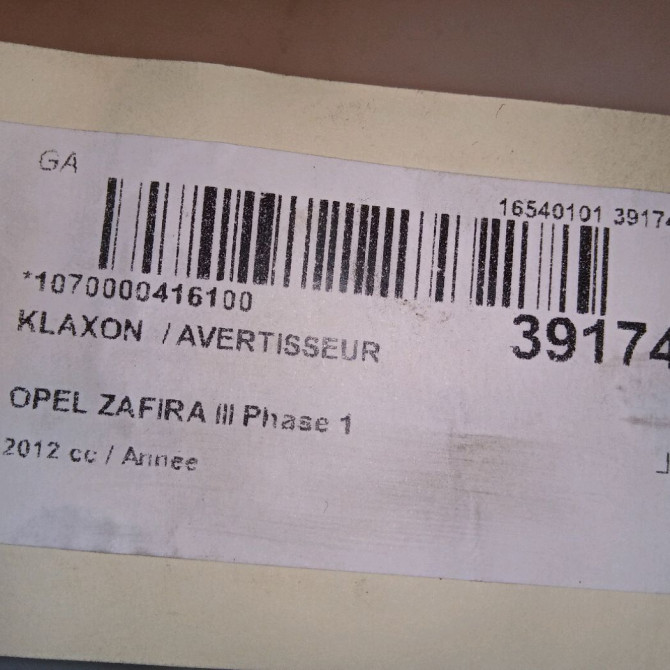 GA
16540101 39174
*1070000416100
39174
KLAXON / AVERTISSEUR
OPEL ZAFIRA III Phase 1
2012 cc / Annee